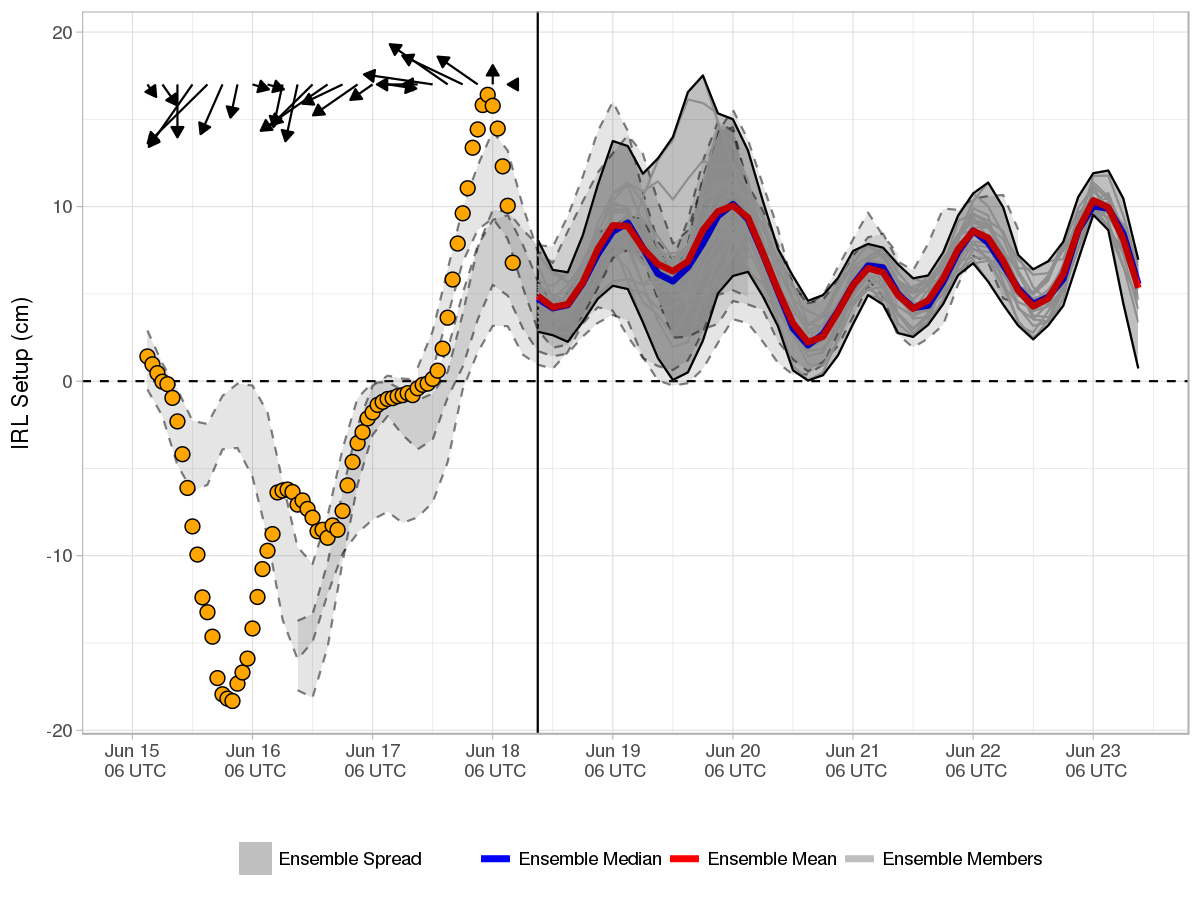 20
10
0
-10
-20
IRL Setup (cm)
Jun 15 06 UTC
Jun 16 06 UTC
Jun 17 06 UTC
Jun 18 06 UTC
Jun 19 06 UTC
Jun 20 06 UTC
Jun 21 06 UTC
Jun 22 06 UTC
Jun 23 06 UTC
Ensemble Spread
Ensemble Median
Ensemble Mean
Ensemble Members